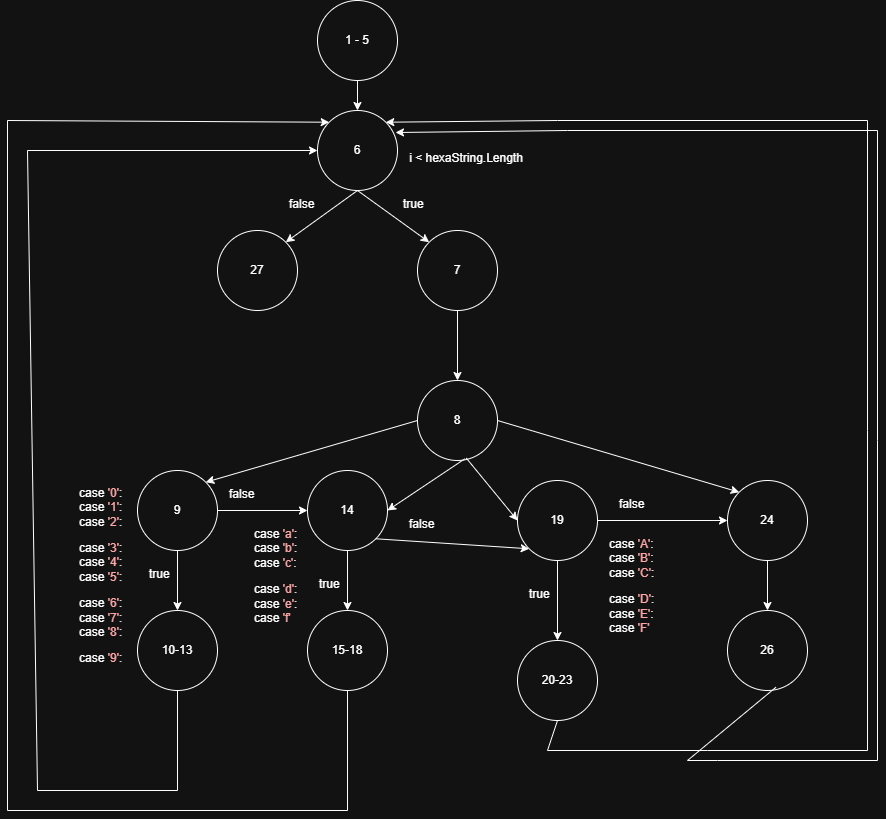 1 - 5
6
i < hexaString.Length
false
true
27
7
8
9
false
14
19
false
24
case '0':
case '1':
case '2':
case '3':
case '4':
case '5':
case '6':
case '7':
case '8':
case '9':
true
false
case 'a':
case 'b':
case 'c':
case 'd':
case 'e':
case 'f'
true
case 'A':
case 'B':
case 'C':
case 'D':
case 'E':
case 'F'
true
10-13
15-18
20-23
26